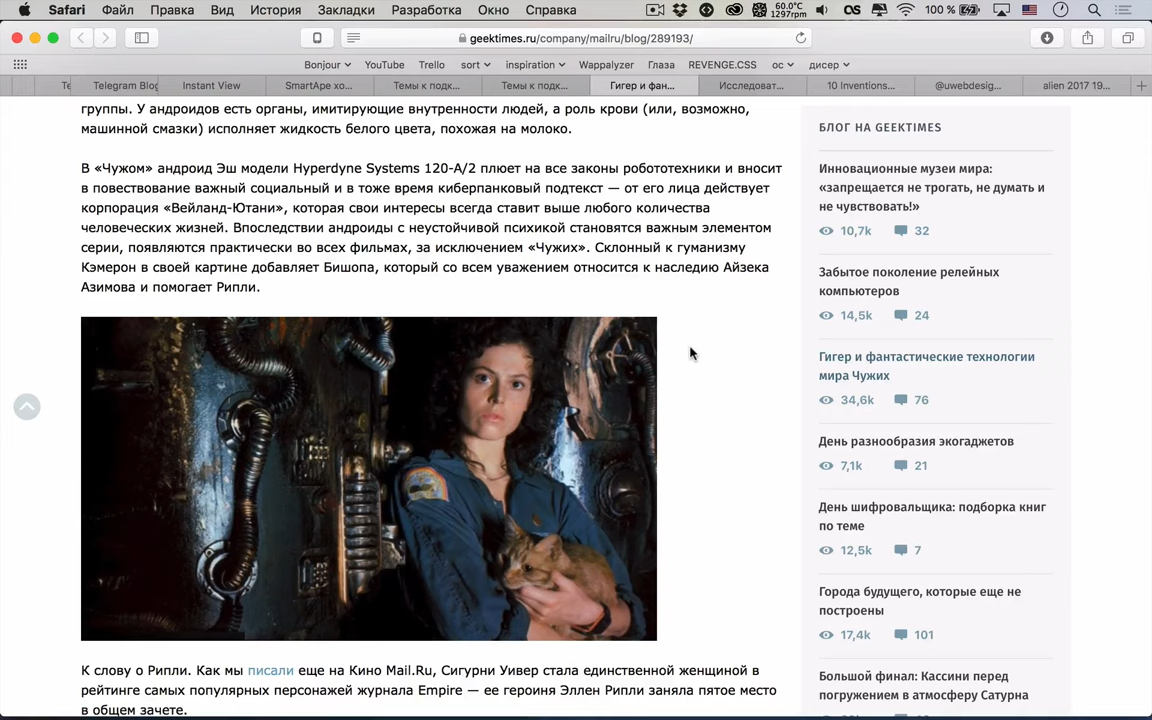 Safari Файл Правка Вид История Закладки Разработка Окно Справка 60.0°C 1297rpm 100 %
geektimes.ru/company/mailru/blog/289193/
Bonjour YouTube Trello sort inspiration Wappalyzer Глаза REVENGE.CSS ос дисер
Те Telegram Blog Instant View SmartApe хо... Темы к подк... Темы к подк... Гигер и фан... Исследоват... 10 Inventions... @uwebdesig... alien 2017 19...
группы. У андроидов есть органы, имитирующие внутренности людей, а роль крови (или, возможно,
машинной смазки) исполняет жидкость белого цвета, похожая на молоко.
В «Чужом» андроид Эш модели Hyperdyne Systems 120-A/2 плюет на все законы робототехники и вносит
в повествование важный социальный и в тоже время киберпанковый подтекст — от его лица действует
корпорация «Вейланд-Ютани», которая свои интересы всегда ставит выше любого количества
человеческих жизней. Впоследствии андроиды с неустойчивой психикой становятся важным элементом
серии, появляются практически во всех фильмах, за исключением «Чужих». Склонный к гуманизму
Кэмерон в своей картине добавляет Бишопа, который со всем уважением относится к наследию Айзека
Азимова и помогает Рипли.
К слову о Рипли. Как мы писали еще на Кино Mail.Ru, Сигурни Уивер стала единственной женщиной в
рейтинге самых популярных персонажей журнала Empire — ее героиня Эллен Рипли заняла пятое место
в общем зачете.
БЛОГ НА GEEKTIMES
Инновационные музеи мира:
«запрещается не трогать, не думать и
не чувствовать!»
10,7k 32
Забытое поколение релейных
компьютеров
14,5k 24
Гигер и фантастические технологии
мира Чужих
34,6k 76
День разнообразия экогаджетов
7,1k 21
День шифровальщика: подборка книг
по теме
12,5k 7
Города будущего, которые еще не
построены
17,4k 101
Большой финал: Кассини перед
погружением в атмосферу Сатурна